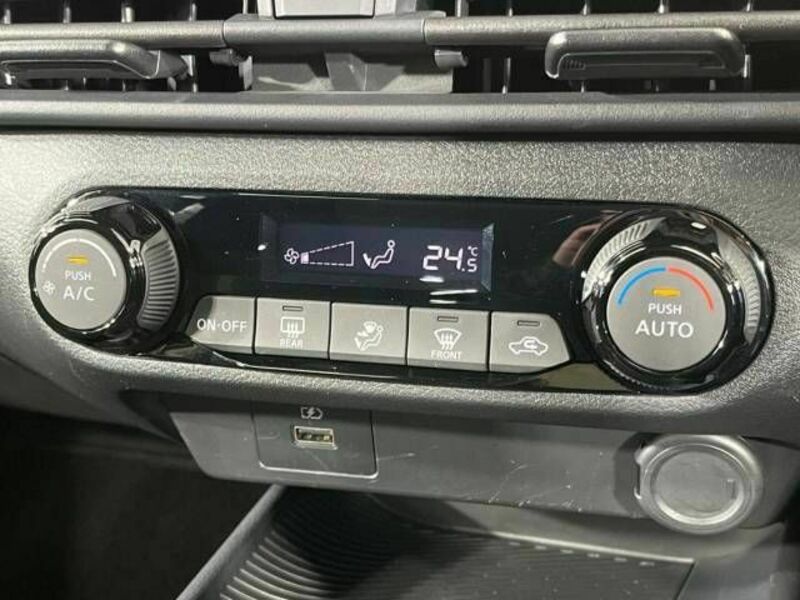 24.5 °C
PUSH
A/C
ON·OFF
REAR
FRONT
PUSH
AUTO